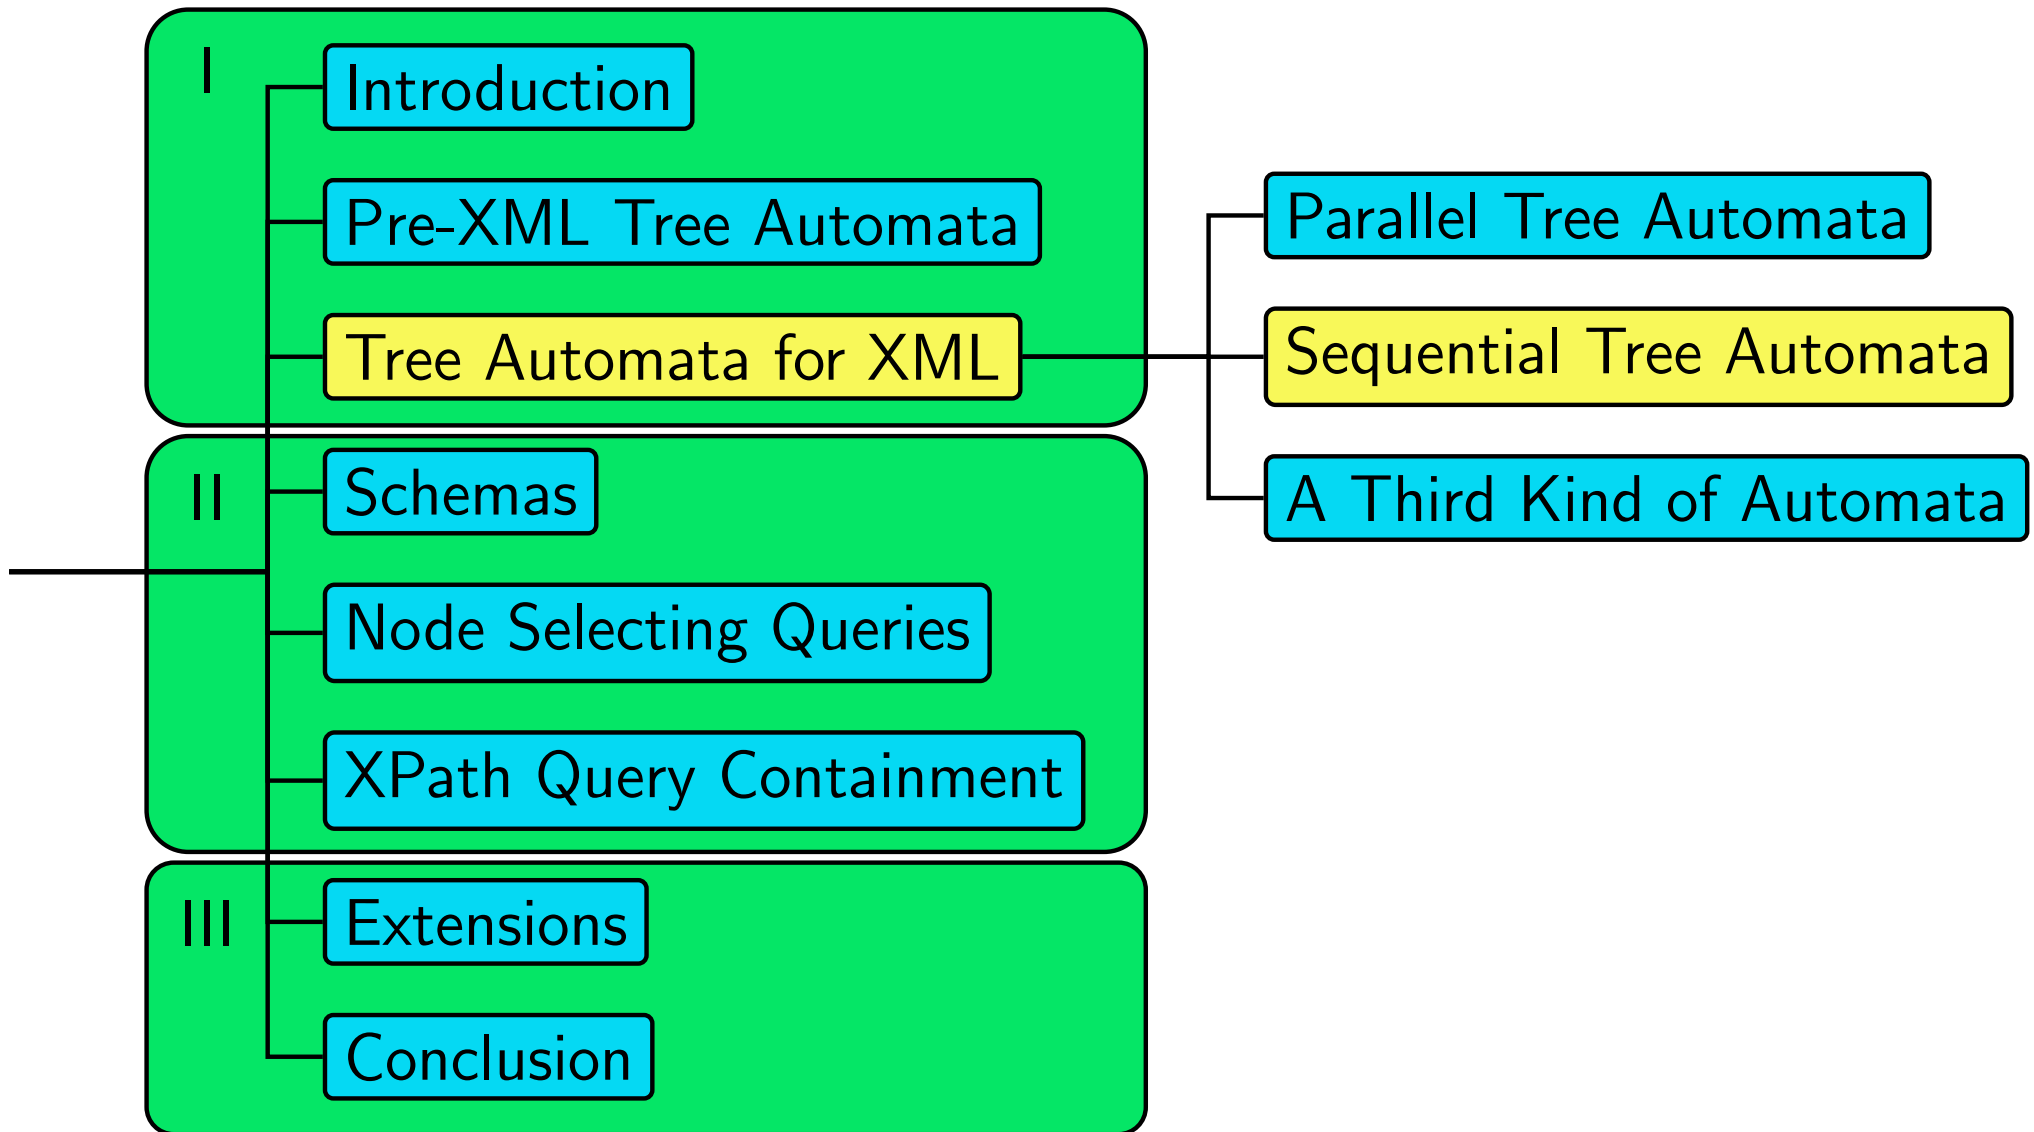 I
Introduction
Pre-XML Tree Automata
Tree Automata for XML
Parallel Tree Automata
Sequential Tree Automata
A Third Kind of Automata
II
Schemas
Node Selecting Queries
XPath Query Containment
III
Extensions
Conclusion